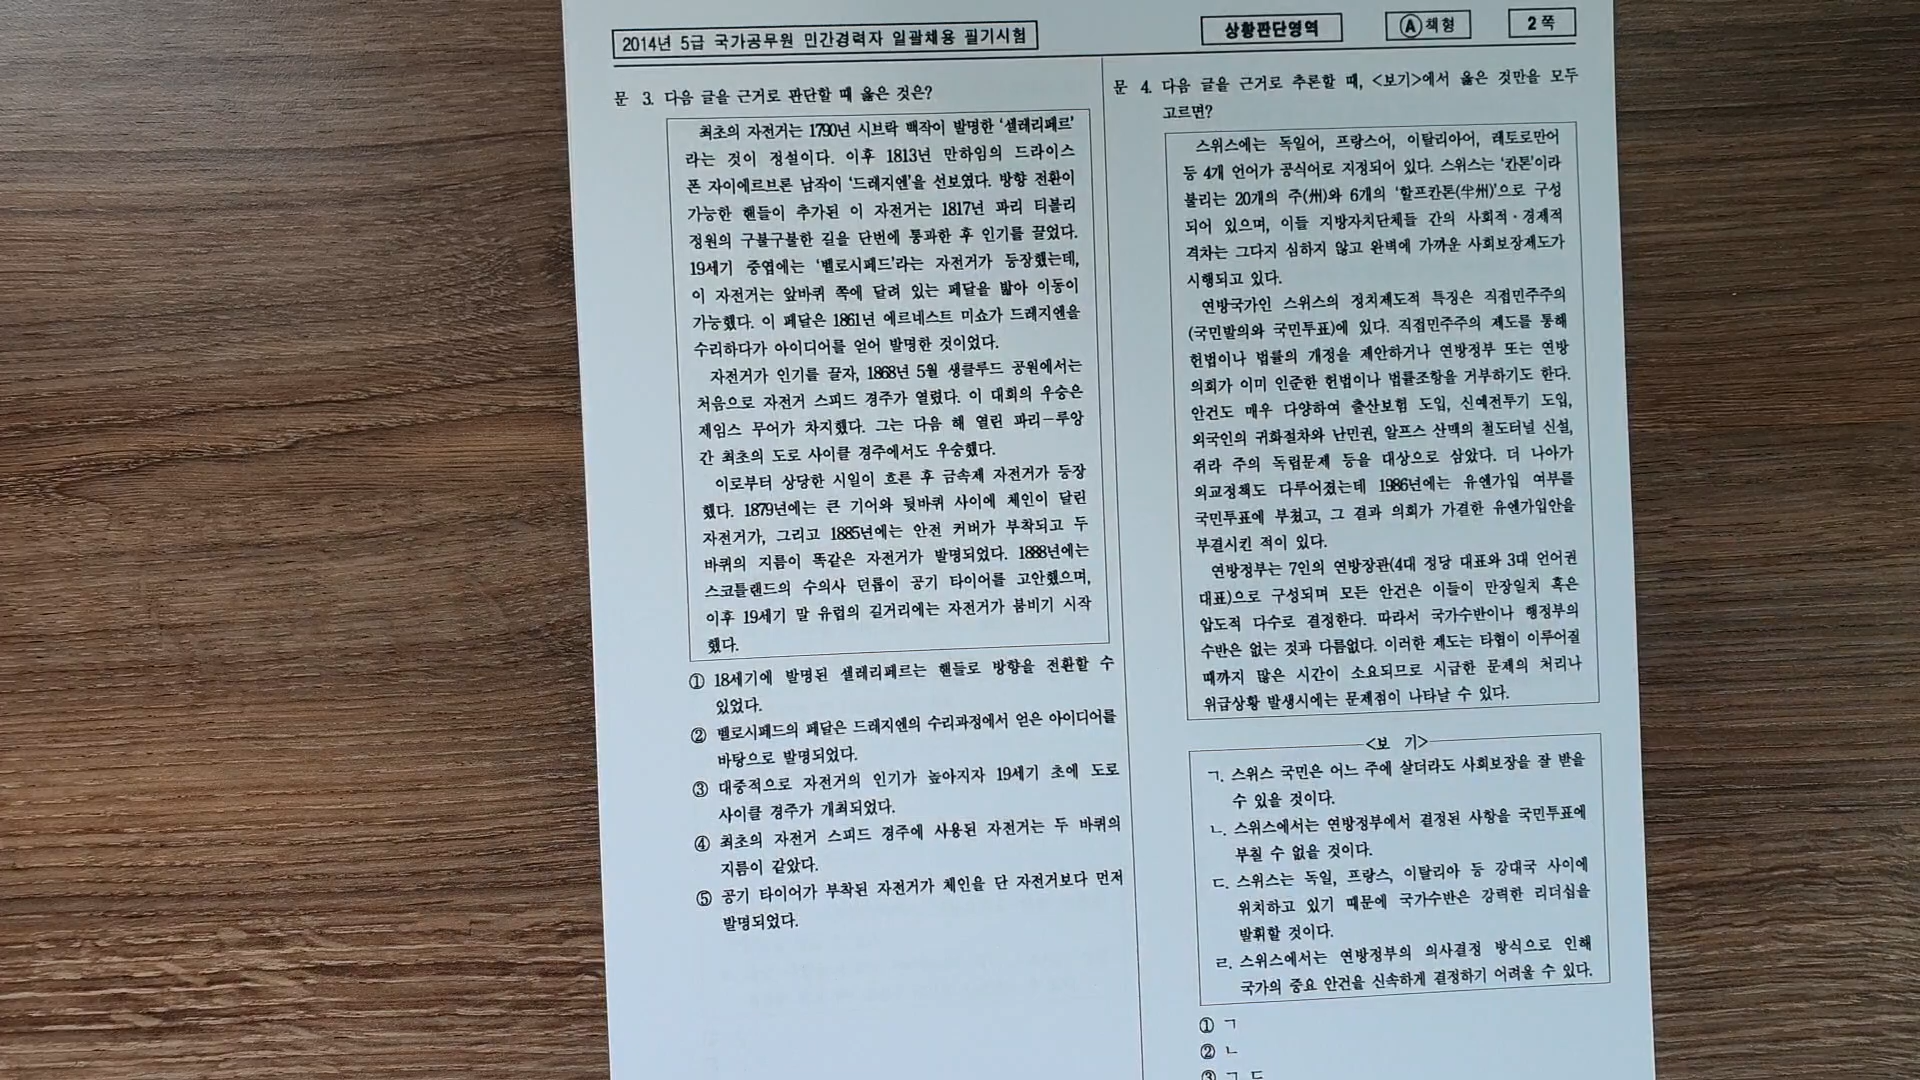 2014년 5급 국가공무원 민간경력자 일괄채용 필기시험
상황판단영역
Ⓐ책형
2쪽
문 3. 다음 글을 근거로 판단할 때 옳은 것은?
최초의 자전거는 1790년 시브락 백작이 발명한 ‘셀레리페르’
라는 것이 정설이다. 이후 1813년 만하임의 드라이스
폰 자이에르브론 남작이 ‘드레지엔’을 선보였다. 방향 전환이
가능한 핸들이 추가된 이 자전거는 1817년 파리 티볼리
정원의 구불구불한 길을 단번에 통과한 후 인기를 끌었다.
19세기 중엽에는 ‘벨로시페드’라는 자전거가 등장했는데,
이 자전거는 앞바퀴 쪽에 달려 있는 페달을 밟아 이동이
가능했다. 이 페달은 1861년 에르네스트 미쇼가 드레지엔을
수리하다가 아이디어를 얻어 발명한 것이었다.
자전거가 인기를 끌자, 1868년 5월 생클루드 공원에서는
처음으로 자전거 스피드 경주가 열렸다. 이 대회의 우승은
제임스 무어가 차지했다. 그는 다음 해 열린 파리－루앙
간 최초의 도로 사이클 경주에서도 우승했다.
이로부터 상당한 시일이 흐른 후 금속제 자전거가 등장
했다. 1879년에는 큰 기어와 뒷바퀴 사이에 체인이 달린
자전거가, 그리고 1885년에는 안전 커버가 부착되고 두
바퀴의 지름이 똑같은 자전거가 발명되었다. 1888년에는
스코틀랜드의 수의사 던롭이 공기 타이어를 고안했으며,
이후 19세기 말 유럽의 길거리에는 자전거가 붐비기 시작
했다.
① 18세기에 발명된 셀레리페르는 핸들로 방향을 전환할 수
있었다.
② 벨로시페드의 페달은 드레지엔의 수리과정에서 얻은 아이디어를
바탕으로 발명되었다.
③ 대중적으로 자전거의 인기가 높아지자 19세기 초에 도로
사이클 경주가 개최되었다.
④ 최초의 자전거 스피드 경주에 사용된 자전거는 두 바퀴의
지름이 같았다.
⑤ 공기 타이어가 부착된 자전거가 체인을 단 자전거보다 먼저
발명되었다.
문 4. 다음 글을 근거로 추론할 때, <보기>에서 옳은 것만을 모두
고르면?
스위스에는 독일어, 프랑스어, 이탈리아어, 레토로만어
등 4개 언어가 공식어로 지정되어 있다. 스위스는 ‘칸톤’이라
불리는 20개의 주(州)와 6개의 ‘할프칸톤(半州)’으로 구성
되어 있으며, 이들 지방자치단체들 간의 사회적·경제적
격차는 그다지 심하지 않고 완벽에 가까운 사회보장제도가
시행되고 있다.
연방국가인 스위스의 정치제도적 특징은 직접민주주의
(국민발의와 국민투표)에 있다. 직접민주주의 제도를 통해
헌법이나 법률의 개정을 제안하거나 연방정부 또는 연방
의회가 이미 인준한 헌법이나 법률조항을 거부하기도 한다.
안건도 매우 다양하여 출산보험 도입, 신예전투기 도입,
외국인의 귀화절차와 난민권, 알프스 산맥의 철도터널 신설,
쥐라 주의 독립문제 등을 대상으로 삼았다. 더 나아가
외교정책도 다루어졌는데 1986년에는 유엔가입 여부를
국민투표에 부쳤고, 그 결과 의회가 가결한 유엔가입안을
부결시킨 적이 있다.
연방정부는 7인의 연방장관(4대 정당 대표와 3대 언어권
대표)으로 구성되며 모든 안건은 이들이 만장일치 혹은
압도적 다수로 결정한다. 따라서 국가수반이나 행정부의
수반은 없는 것과 다름없다. 이러한 제도는 타협이 이루어질
때까지 많은 시간이 소요되므로 시급한 문제의 처리나
위급상황 발생시에는 문제점이 나타날 수 있다.
<보 기>
ㄱ. 스위스 국민은 어느 주에 살더라도 사회보장을 잘 받을
수 있을 것이다.
ㄴ. 스위스에서는 연방정부에서 결정된 사항을 국민투표에
부칠 수 없을 것이다.
ㄷ. 스위스는 독일, 프랑스, 이탈리아 등 강대국 사이에
위치하고 있기 때문에 국가수반은 강력한 리더십을
발휘할 것이다.
ㄹ. 스위스에서는 연방정부의 의사결정 방식으로 인해
국가의 중요 안건을 신속하게 결정하기 어려울 수 있다.
① ㄱ
② ㄴ
③ ㄱ, ㄷ